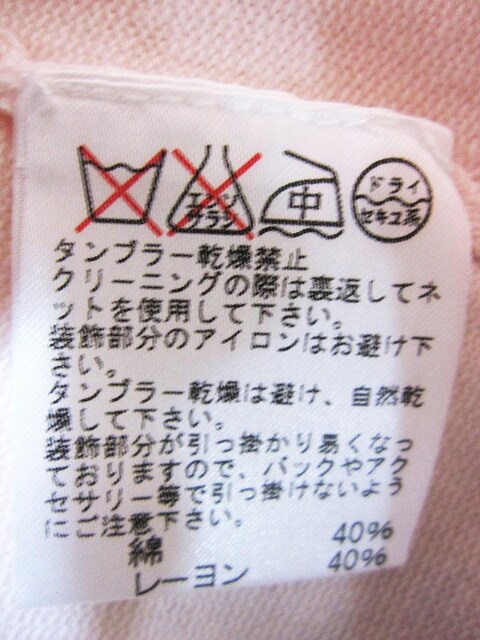 エンソ
サラシ
中
ドライ
セキユ系
タンブラー乾燥禁止
クリーニングの際は裏返してネ
ットを使用して下さい。
装飾部分のアイロンはお避け下
さい。
タンブラー乾燥は避け、自然乾
燥して下さい。
装飾部分が引っ掛かり易くなっ
ておりますので、バックやアク
セサリー等で引っ掛けないよう
にご注意下さい。
綿 40%
レーヨン 40%